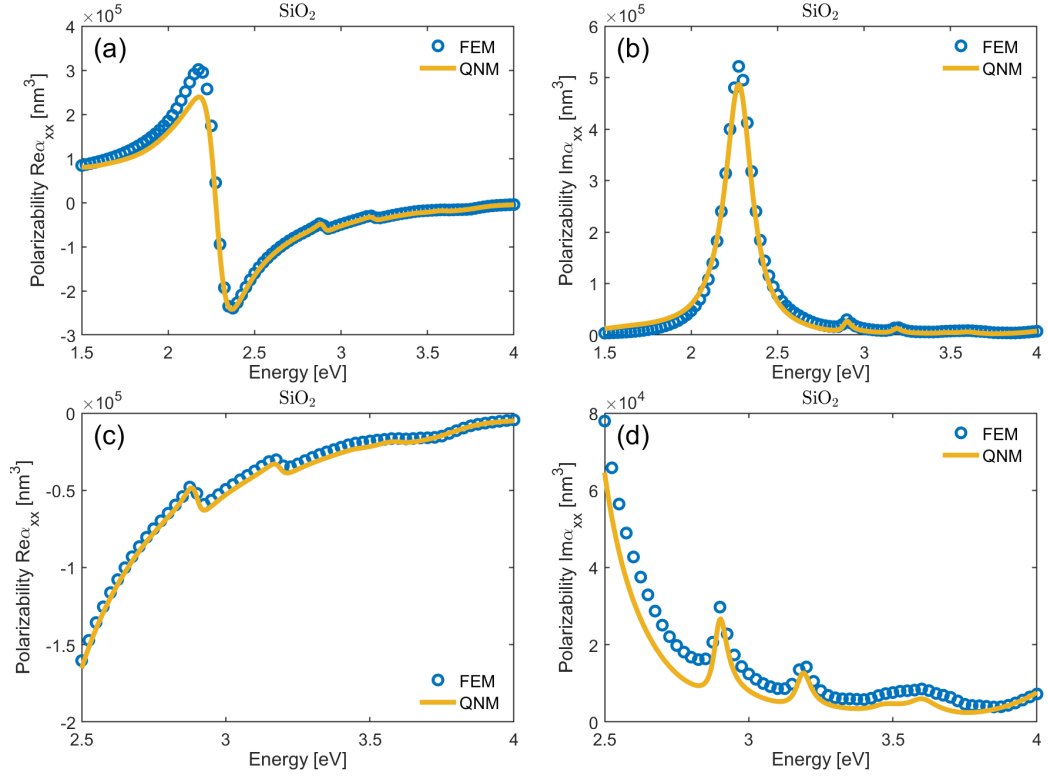 ×10⁵ SiO₂
(a)
FEM
QNM
Polarizability Reα_xx [nm³]
4
3
2
1
0
-1
-2
-3
1.5 2 2.5 3 3.5 4
Energy [eV]
×10⁵ SiO₂
(b)
FEM
QNM
Polarizability Imα_xx [nm³]
6
5
4
3
2
1
0
1.5 2 2.5 3 3.5 4
Energy [eV]
×10⁵ SiO₂
(c)
FEM
QNM
Polarizability Reα_xx [nm³]
0
-0.5
-1
-1.5
-2
2.5 3 3.5 4
Energy [eV]
×10⁴ SiO₂
(d)
FEM
QNM
Polarizability Imα_xx [nm³]
8
6
4
2
0
2.5 3 3.5 4
Energy [eV]